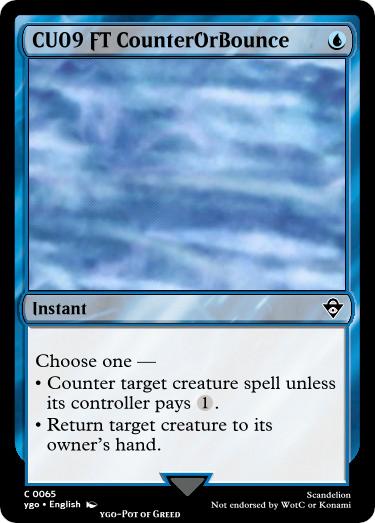 CU09 FT CounterOrBounce
Instant
Choose one —
• Counter target creature spell unless
its controller pays 1.
• Return target creature to its
owner's hand.
C 0065
ygo • English
YGO-Pot of Greed
Scandelion
Not endorsed by WotC or Konami